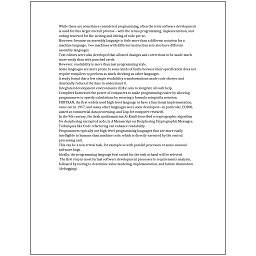 While these are sometimes considered programming, often the term software development
is used for this larger overall process – with the terms programming, implementation, and
coding reserved for the writing and editing of code per se.
However, because an assembly language is little more than a different notation for a
machine language, two machines with different instruction sets also have different
assembly languages.
Text editors were also developed that allowed changes and corrections to be made much
more easily than with punched cards.
However, readability is more than just programming style.
Some languages are more prone to some kinds of faults because their specification does not
require compilers to perform as much checking as other languages.
A study found that a few simple readability transformations made code shorter and
drastically reduced the time to understand it.
Integrated development environments (IDEs) aim to integrate all such help.
Compilers harnessed the power of computers to make programming easier by allowing
programmers to specify calculations by entering a formula using infix notation.
FORTRAN, the first widely used high-level language to have a functional implementation,
came out in 1957, and many other languages were soon developed—in particular, COBOL
aimed at commercial data processing, and Lisp for computer research.
In the 9th century, the Arab mathematician Al-Kindi described a cryptographic algorithm
for deciphering encrypted code, in A Manuscript on Deciphering Cryptographic Messages.
Techniques like Code refactoring can enhance readability.
Programmers typically use high-level programming languages that are more easily
intelligible to humans than machine code, which is directly executed by the central
processing unit.
This can be a non-trivial task, for example as with parallel processes or some unusual
software bugs.
Ideally, the programming language best suited for the task at hand will be selected.
The first step in most formal software development processes is requirements analysis,
followed by testing to determine value modeling, implementation, and failure elimination
(debugging).